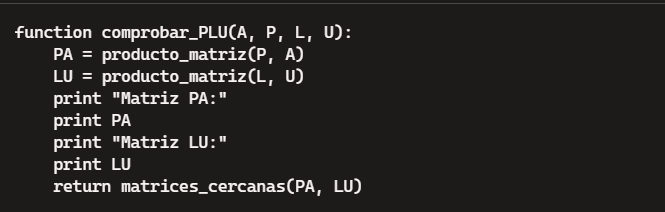 function comprobar_PLU(A, P, L, U):
    PA = producto_matriz(P, A)
    LU = producto_matriz(L, U)
    print "Matriz PA:"
    print PA
    print "Matriz LU:"
    print LU
    return matrices_cercanas(PA, LU)